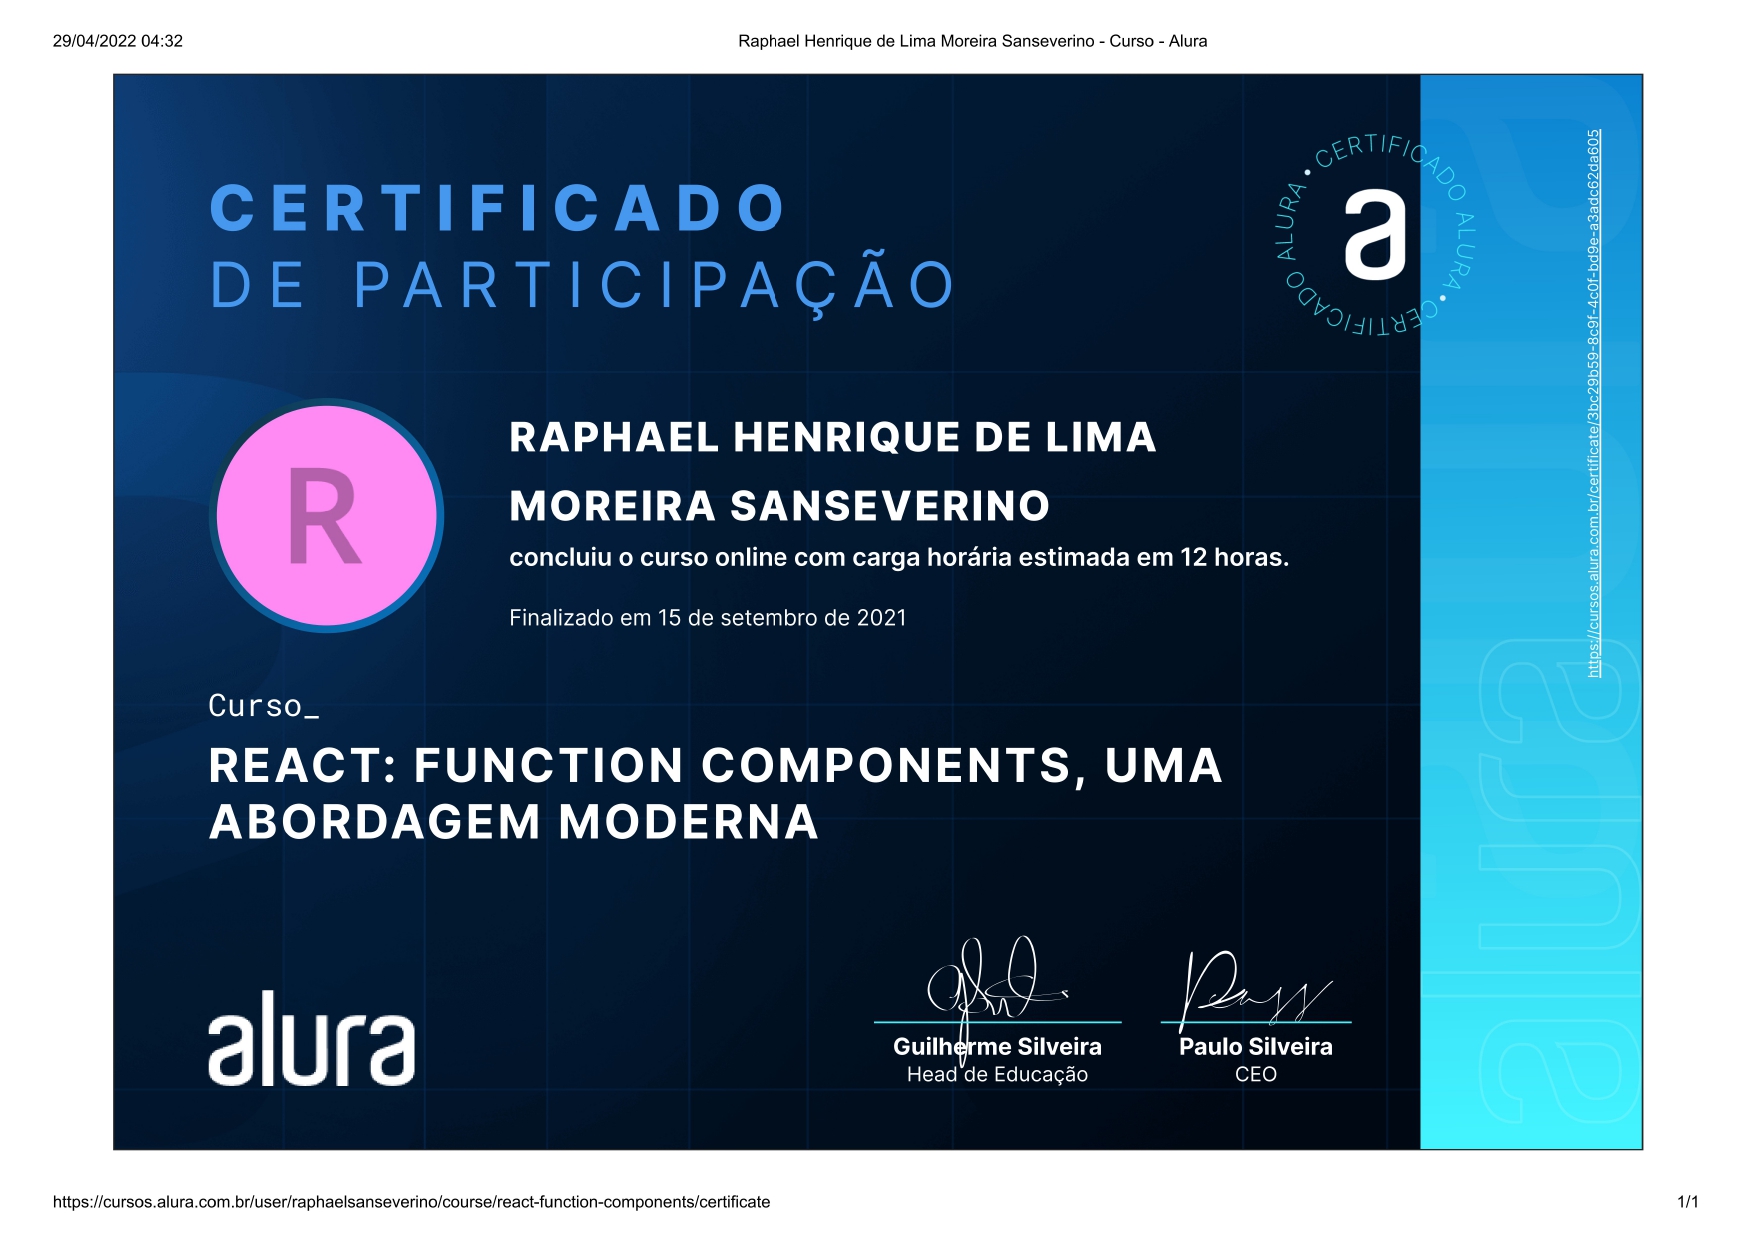 29/04/2022 04:32
Raphael Henrique de Lima Moreira Sanseverino - Curso - Alura
CERTIFICADO
DE PARTICIPAÇÃO
CERTIFICADO ALURA • CERTIFICADO ALURA •
a
https://cursos.alura.com.br/certificate/3bc29b59-8c9f-4c0f-bd9e-a3adc62da605
R
RAPHAEL HENRIQUE DE LIMA
MOREIRA SANSEVERINO
concluiu o curso online com carga horária estimada em 12 horas.
Finalizado em 15 de setembro de 2021
Curso_
REACT: FUNCTION COMPONENTS, UMA
ABORDAGEM MODERNA
alura
alura
Guilherme Silveira
Head de Educação
Paulo Silveira
CEO
https://cursos.alura.com.br/user/raphaelsanseverino/course/react-function-components/certificate
1/1